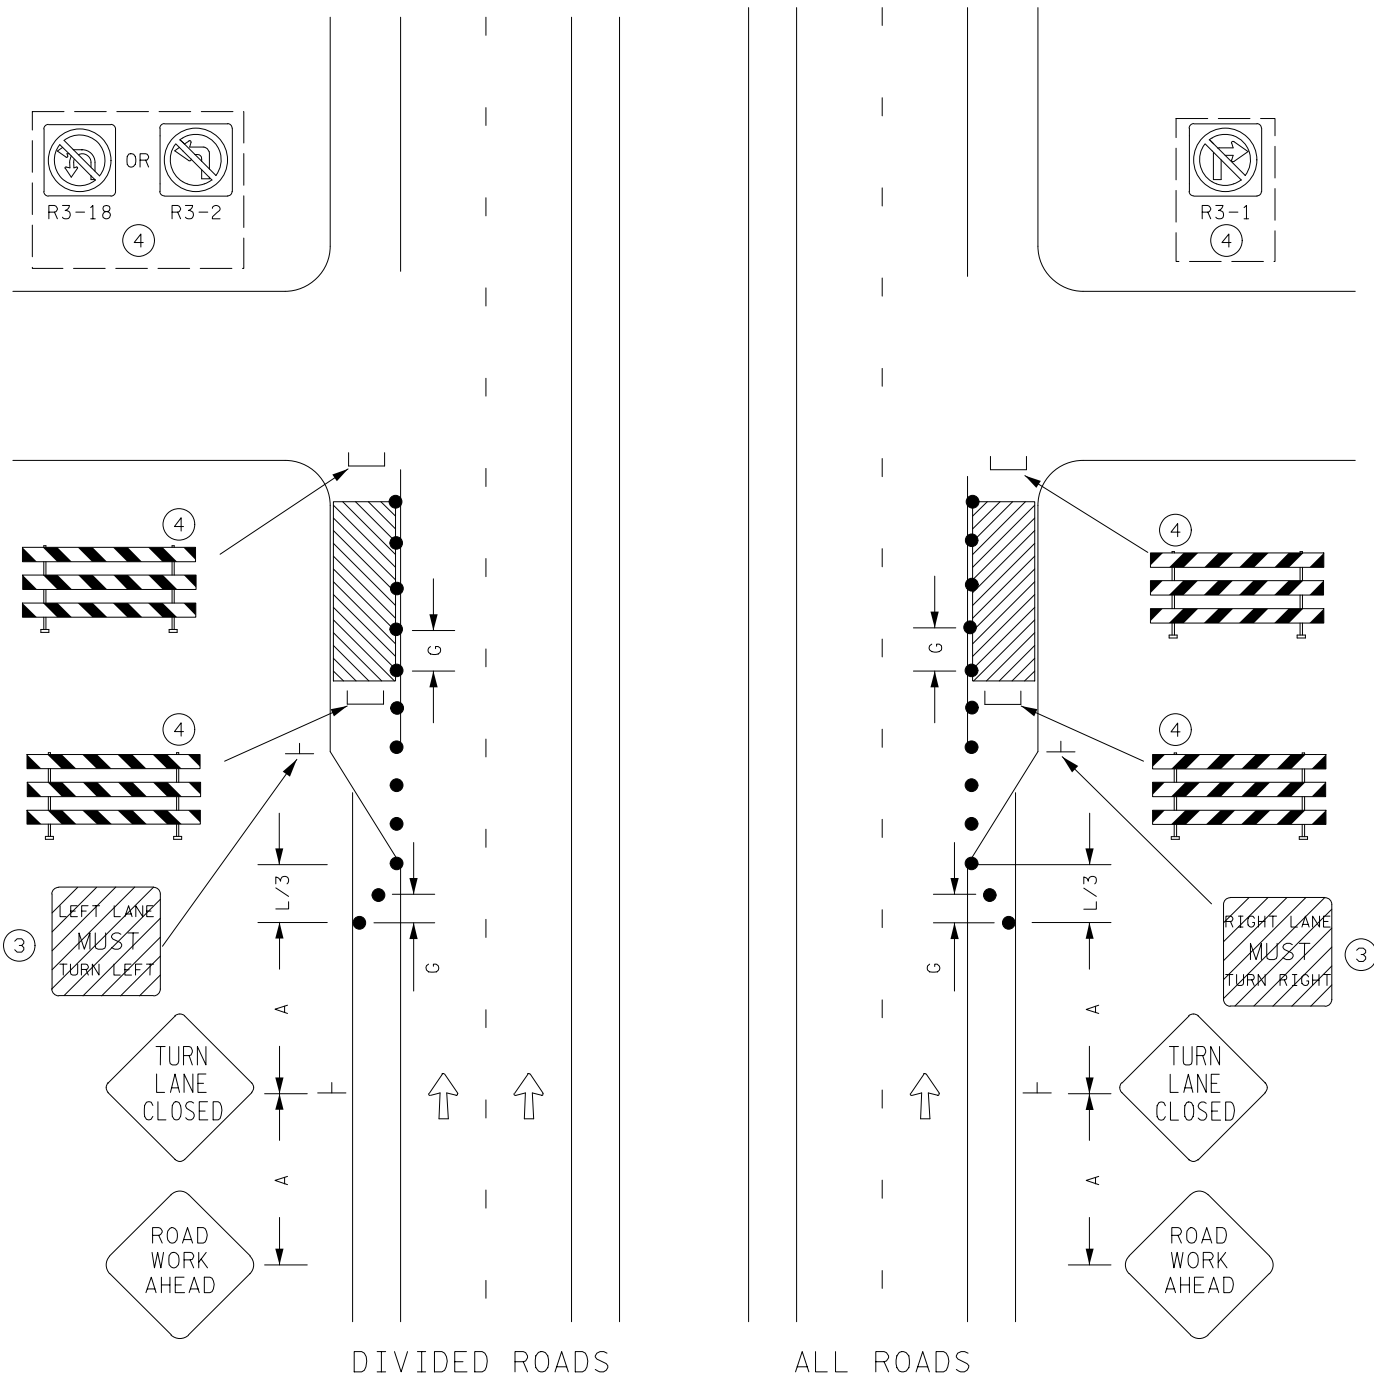 OR
R3-18
R3-2
4
R3-1
4
4
4
G
G
4
4
L/3
L/3
LEFT LANE
MUST
TURN LEFT
3
G
G
RIGHT LANE
MUST
TURN RIGHT
3
A
A
TURN
LANE
CLOSED
TURN
LANE
CLOSED
A
A
ROAD
WORK
AHEAD
ROAD
WORK
AHEAD
DIVIDED ROADS
ALL ROADS